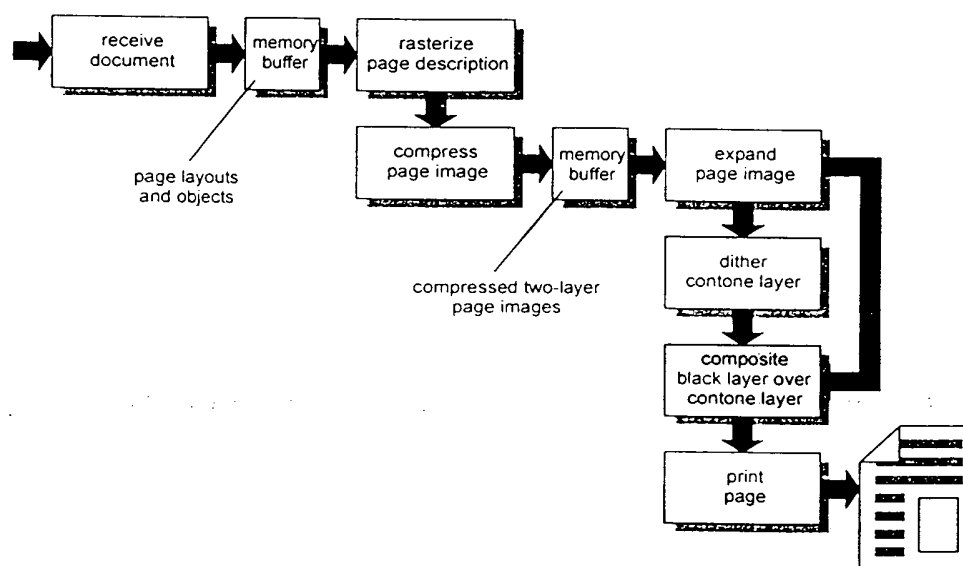 receive
document
memory
buffer
rasterize
page description
compress
page image
memory
buffer
expand
page image
page layouts
and objects
dither
contone layer
compressed two-layer
page images
composite
black layer over
contone layer
print
page